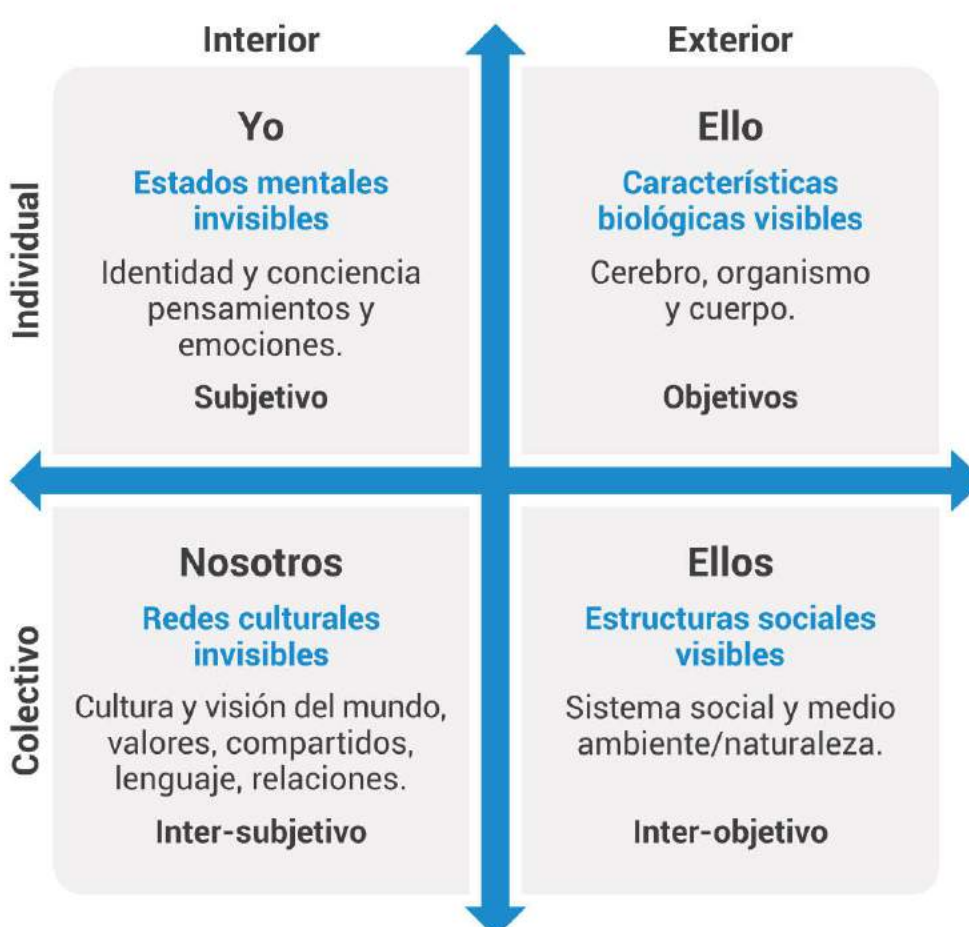 Interior
Exterior
Individual
Yo
Estados mentales
invisibles
Identidad y conciencia
pensamientos y
emociones.
Subjetivo
Ello
Características
biológicas visibles
Cerebro, organismo
y cuerpo.
Objetivos
Colectivo
Nosotros
Redes culturales
invisibles
Cultura y visión del mundo,
valores, compartidos,
lenguaje, relaciones.
Inter-subjetivo
Ellos
Estructuras sociales
visibles
Sistema social y medio
ambiente/naturaleza.
Inter-objetivo